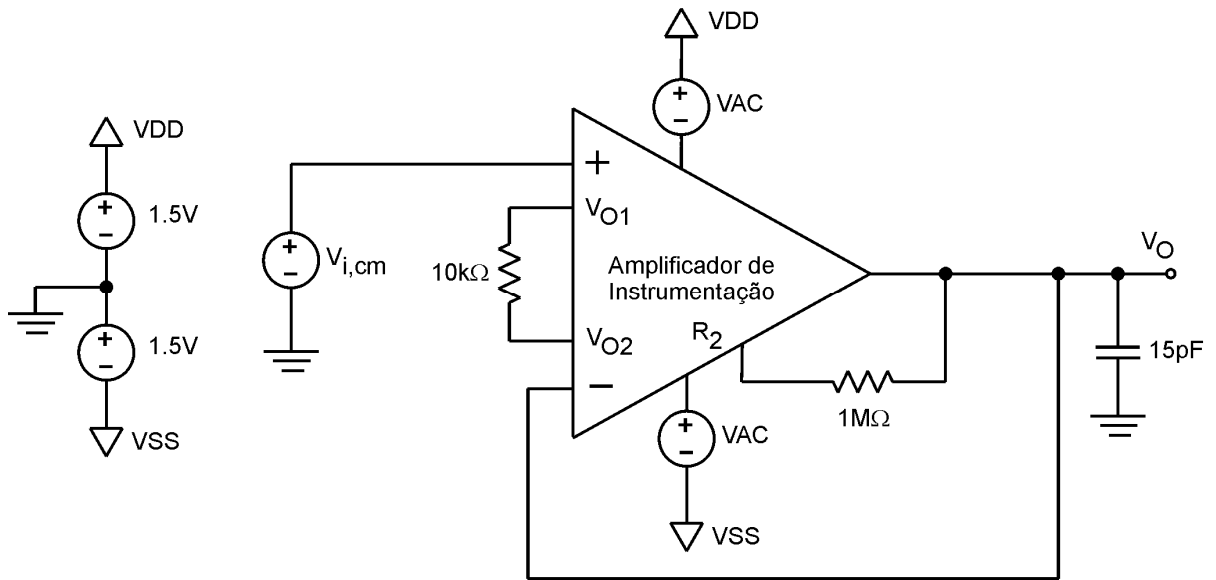 VDD
VAC
VDD
1.5V
1.5V
VSS
V_i,cm
10kΩ
+
V_O1
V_O2
−
Amplificador de
Instrumentação
R_2
1MΩ
VAC
VSS
V_O
15pF